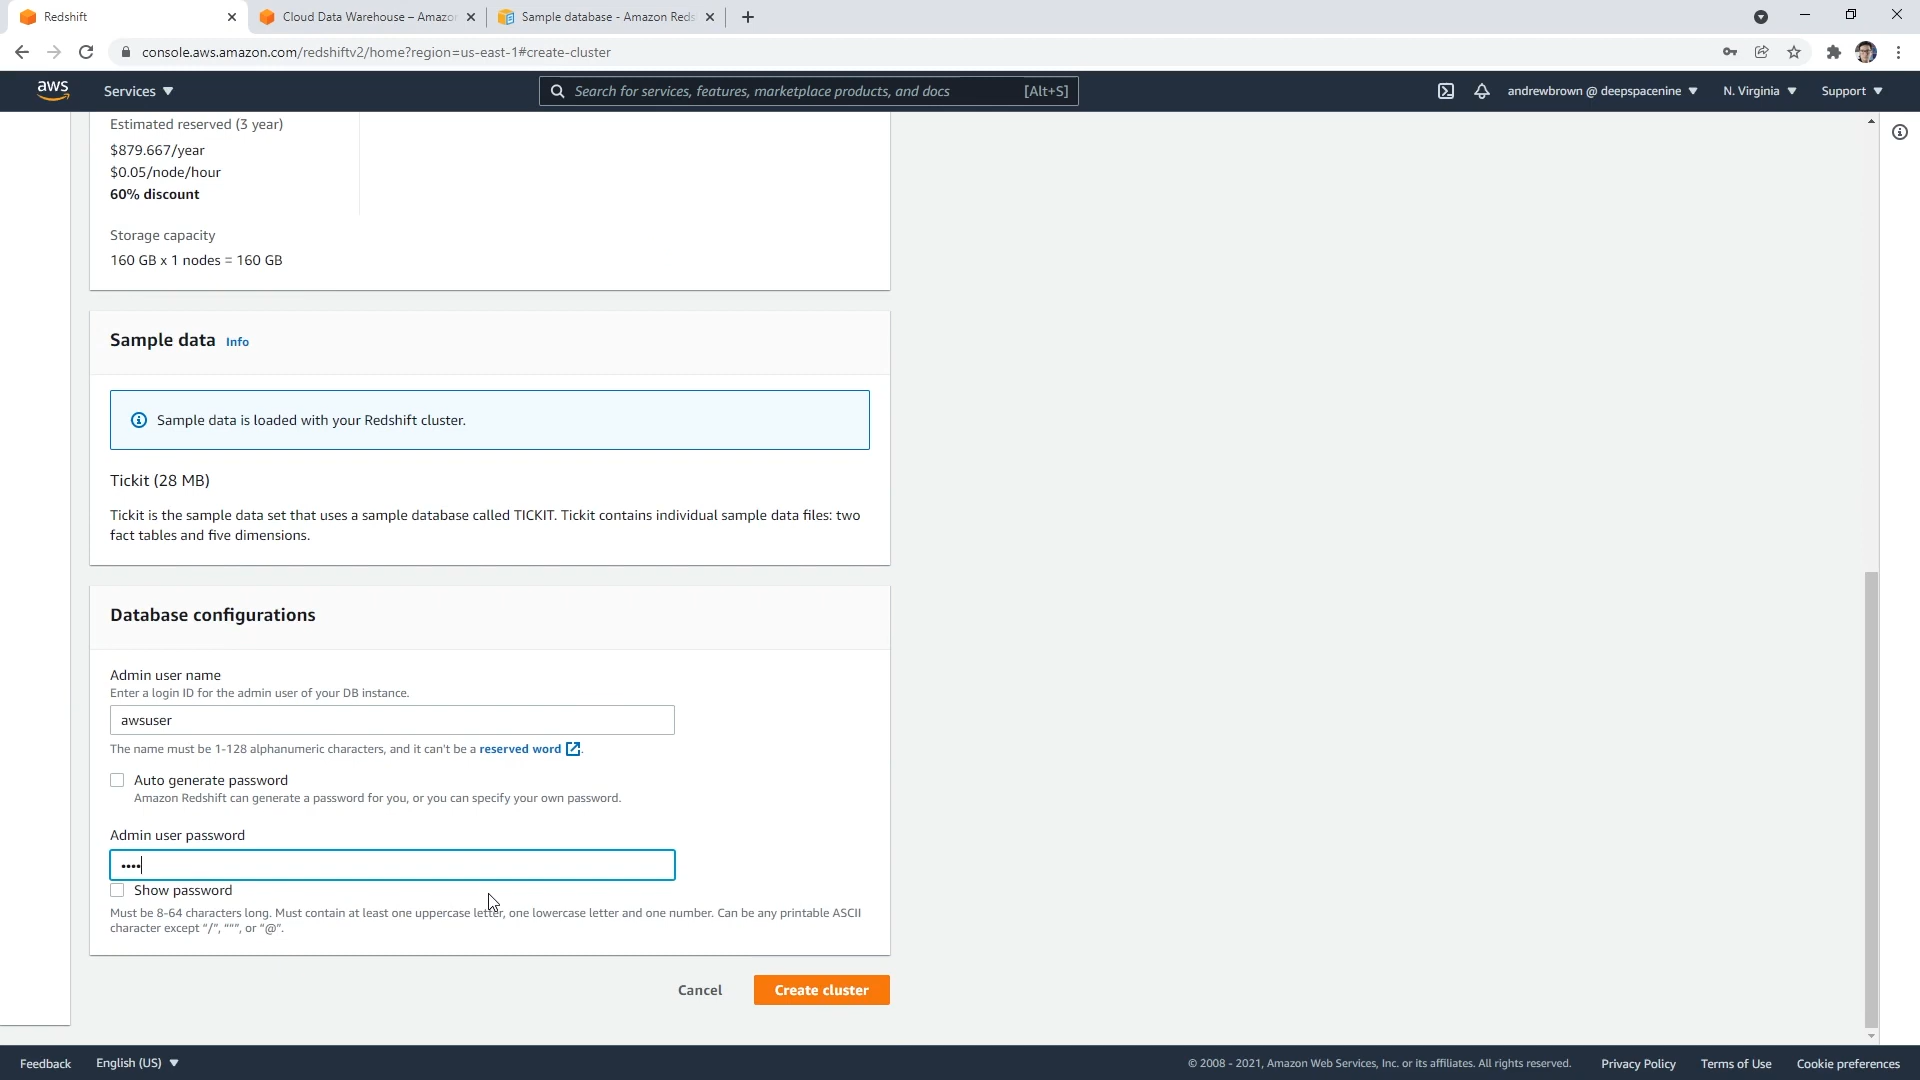 Redshift
Cloud Data Warehouse – Amazon
Sample database - Amazon Reds
console.aws.amazon.com/redshiftv2/home?region=us-east-1#create-cluster
aws
Services
Search for services, features, marketplace products, and docs
[Alt+S]
andrewbrown @ deepspacenine
N. Virginia
Support
Estimated reserved (3 year)
$879.667/year
$0.05/node/hour
60% discount
Storage capacity
160 GB x 1 nodes = 160 GB
Sample data Info
Sample data is loaded with your Redshift cluster.
Tickit (28 MB)
Tickit is the sample data set that uses a sample database called TICKIT. Tickit contains individual sample data files: two
fact tables and five dimensions.
Database configurations
Admin user name
Enter a login ID for the admin user of your DB instance.
awsuser
The name must be 1-128 alphanumeric characters, and it can't be a reserved word .
Auto generate password
Amazon Redshift can generate a password for you, or you can specify your own password.
Admin user password
••••
Show password
Must be 8-64 characters long. Must contain at least one uppercase letter, one lowercase letter and one number. Can be any printable ASCII
character except “/”, “"”, or “@”.
Cancel
Create cluster
Feedback
English (US)
© 2008 - 2021, Amazon Web Services, Inc. or its affiliates. All rights reserved.
Privacy Policy
Terms of Use
Cookie preferences